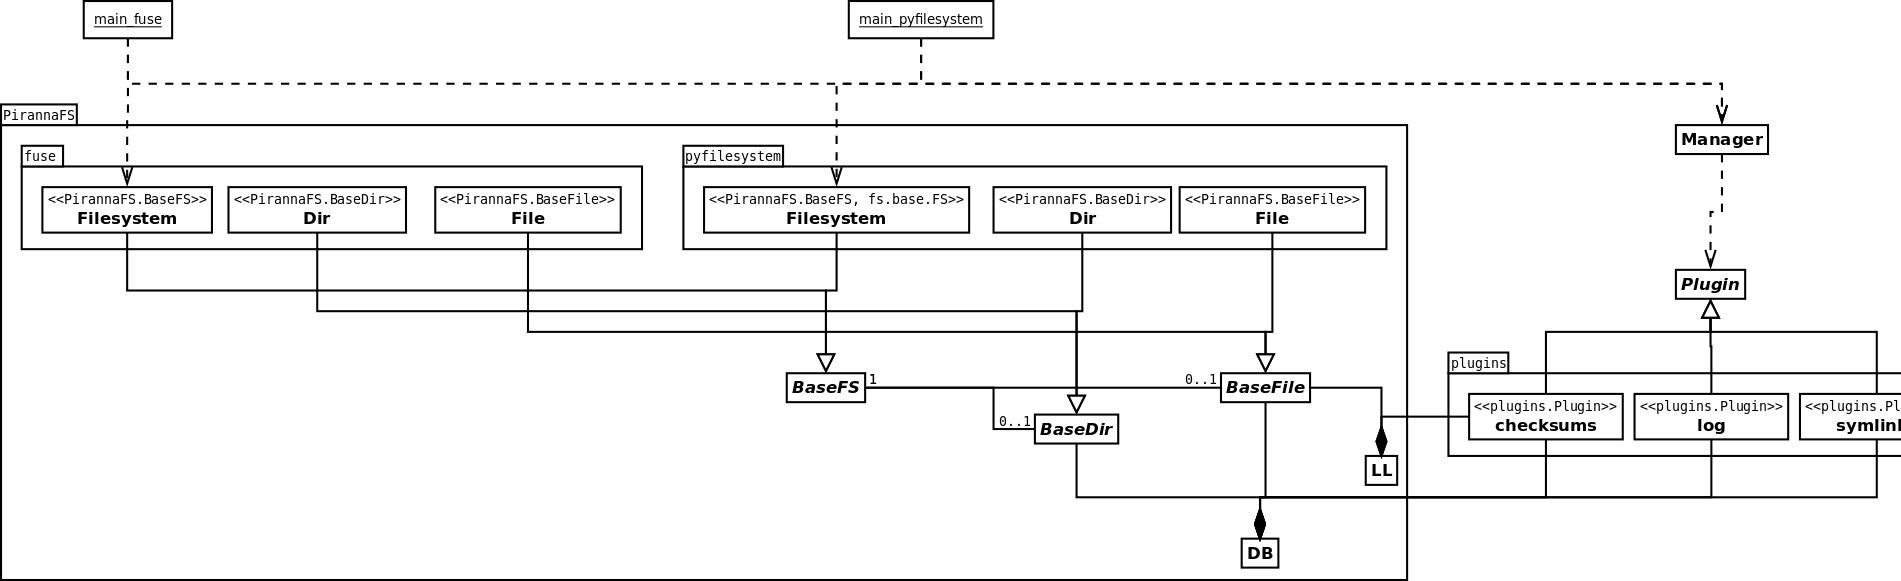 main_fuse
main_pyfilesystem
PirannaFS
Manager
fuse
pyfilesystem
<<PirannaFS.BaseFS>>
Filesystem
<<PirannaFS.BaseDir>>
Dir
<<PirannaFS.BaseFile>>
File
<<PirannaFS.BaseFS, fs.base.FS>>
Filesystem
<<PirannaFS.BaseDir>>
Dir
<<PirannaFS.BaseFile>>
File
Plugin
plugins
BaseFS
1
0..1
BaseFile
0..1
BaseDir
<<plugins.Plugin>>
checksums
<<plugins.Plugin>>
log
<<plugins.Pl
LL
DB